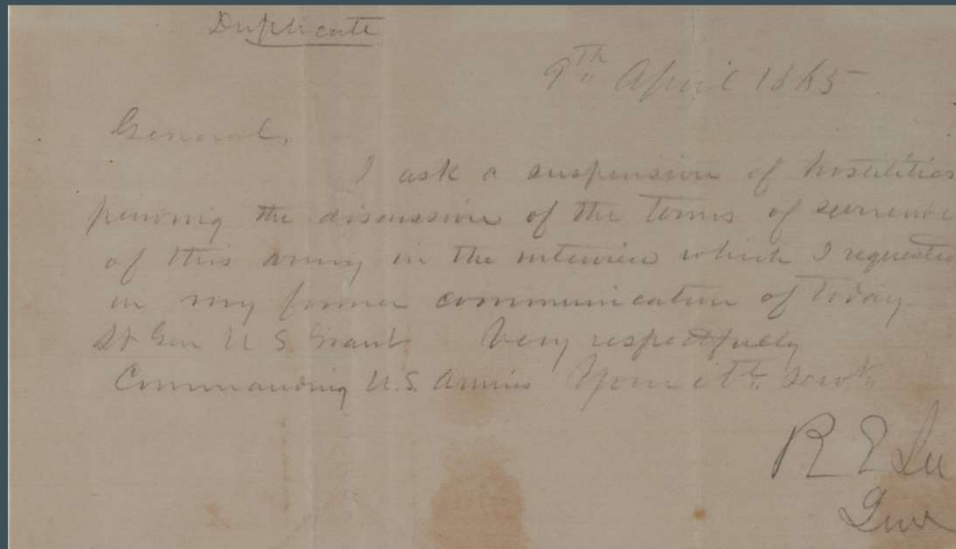 Duplicate
9th April 1865
General,
I ask a suspension of hostilities
pending the discussion of the terms of surrende
of this army in the interview which I requeste
in my former communication of today
Lt Gen U S Grant Very respectfully
Commanding U.S. Armies Your obt. servt.
R E Lee
Genl